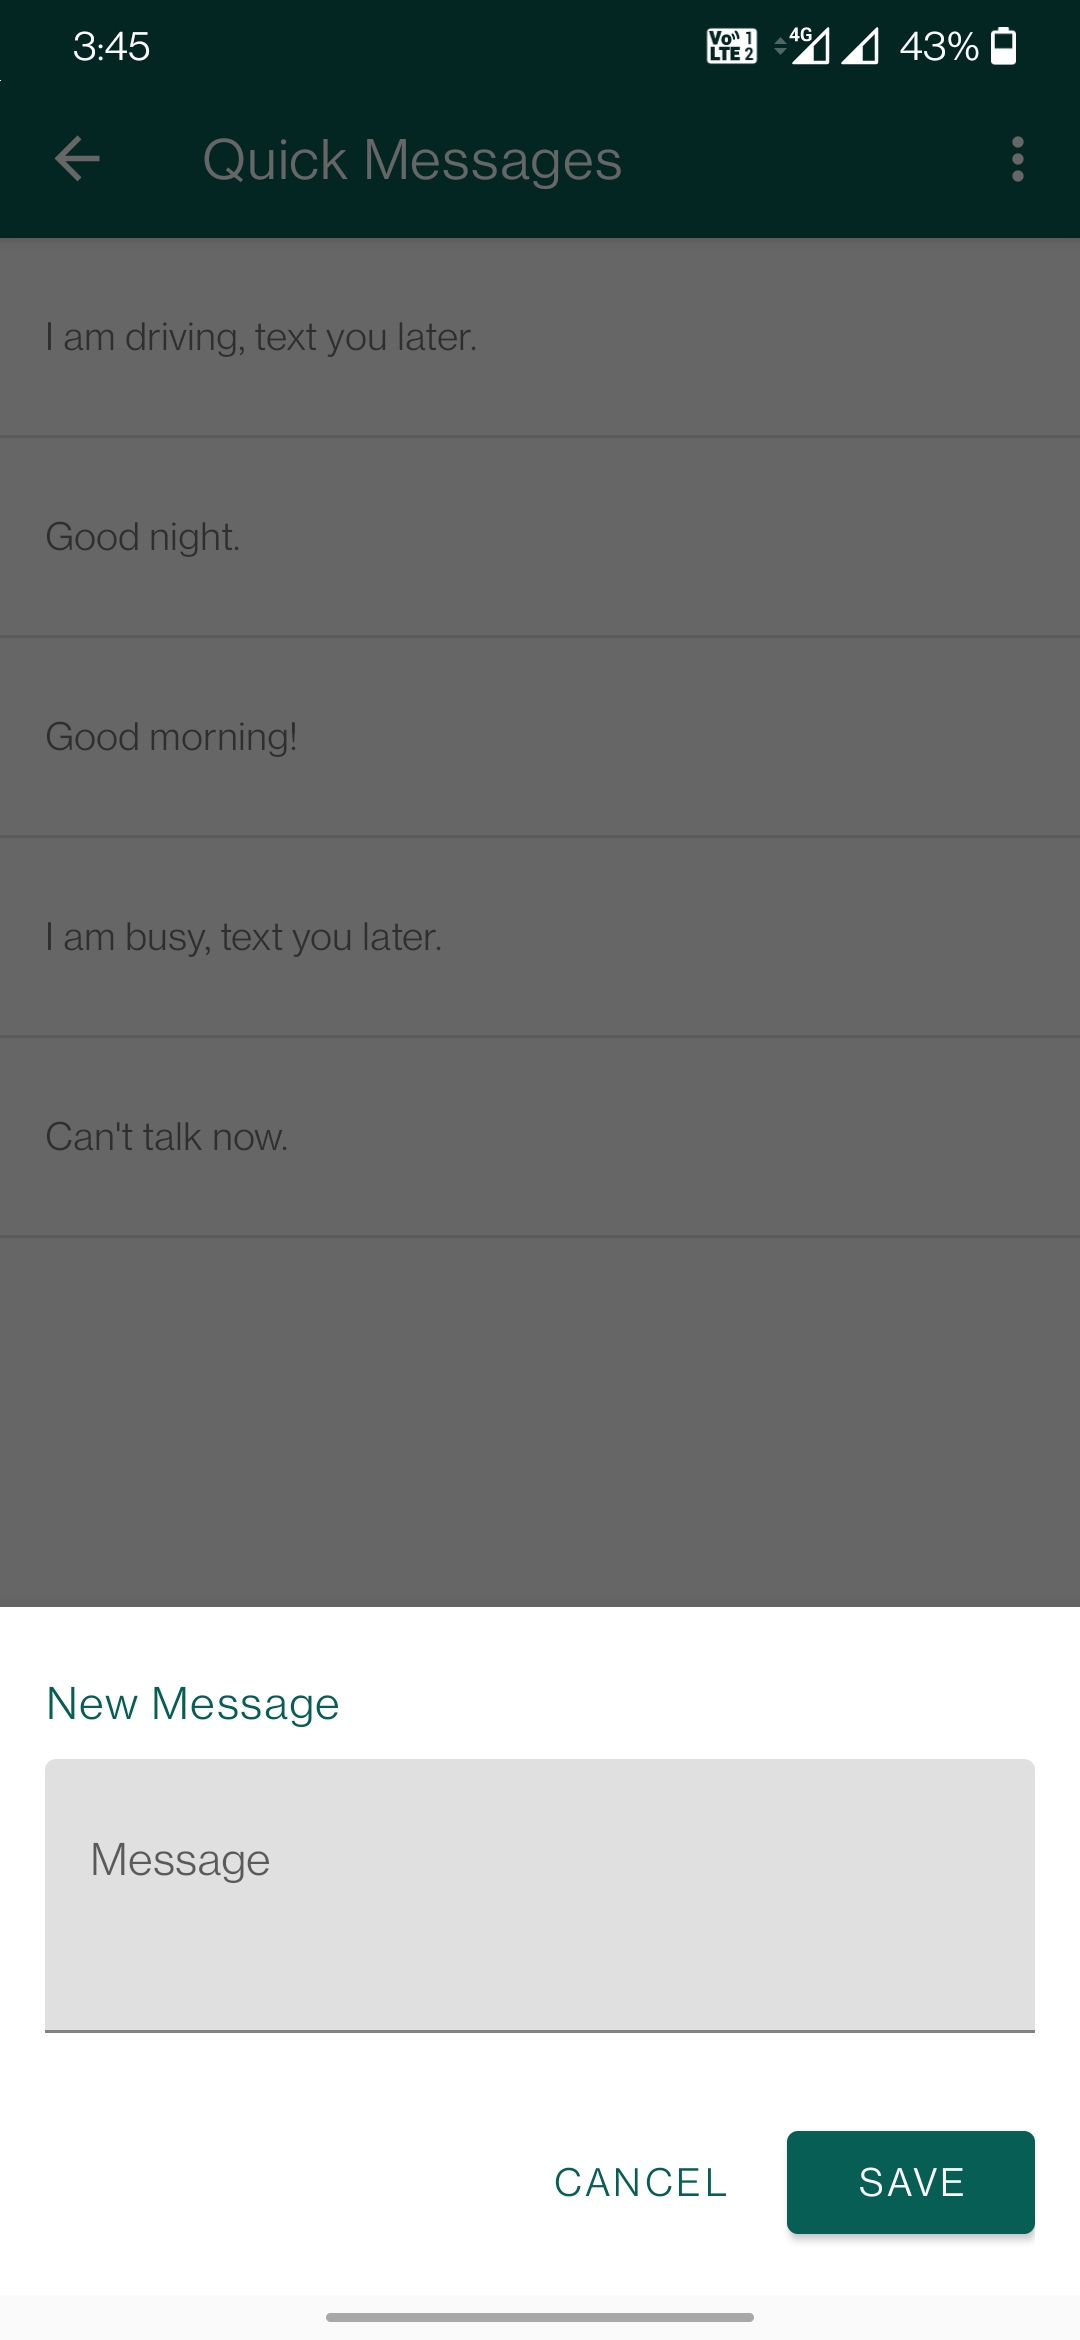 3:45
Vo)) 1
LTE 2
4G
43%
Quick Messages
I am driving, text you later.
Good night.
Good morning!
I am busy, text you later.
Can't talk now.
New Message
Message
CANCEL
SAVE